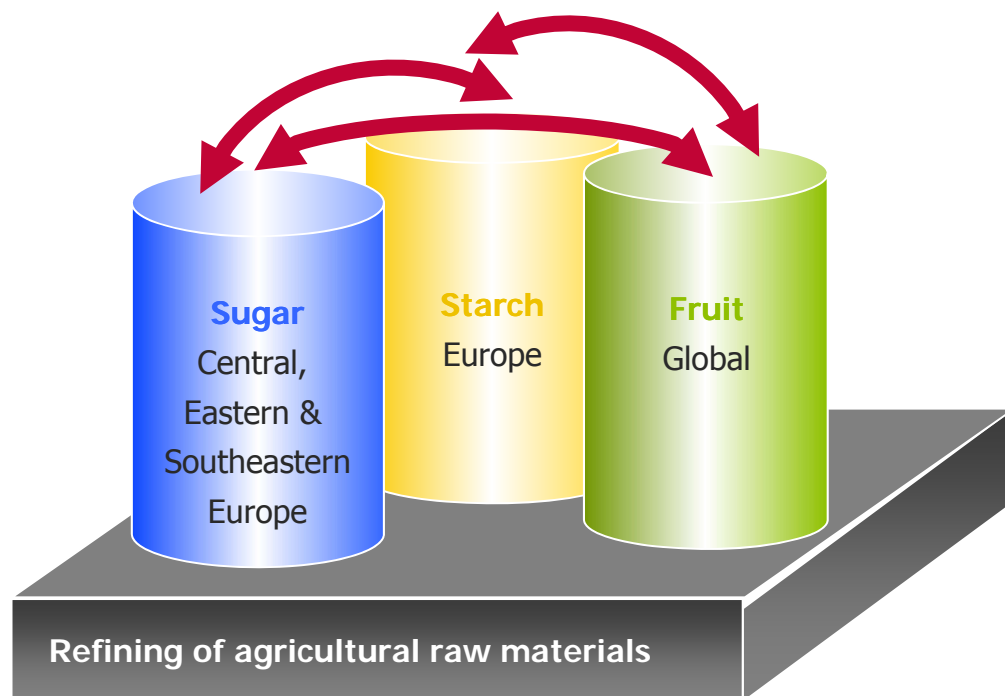 Sugar
Central,
Eastern &
Southeastern
Europe
Starch
Europe
Fruit
Global
Refining of agricultural raw materials